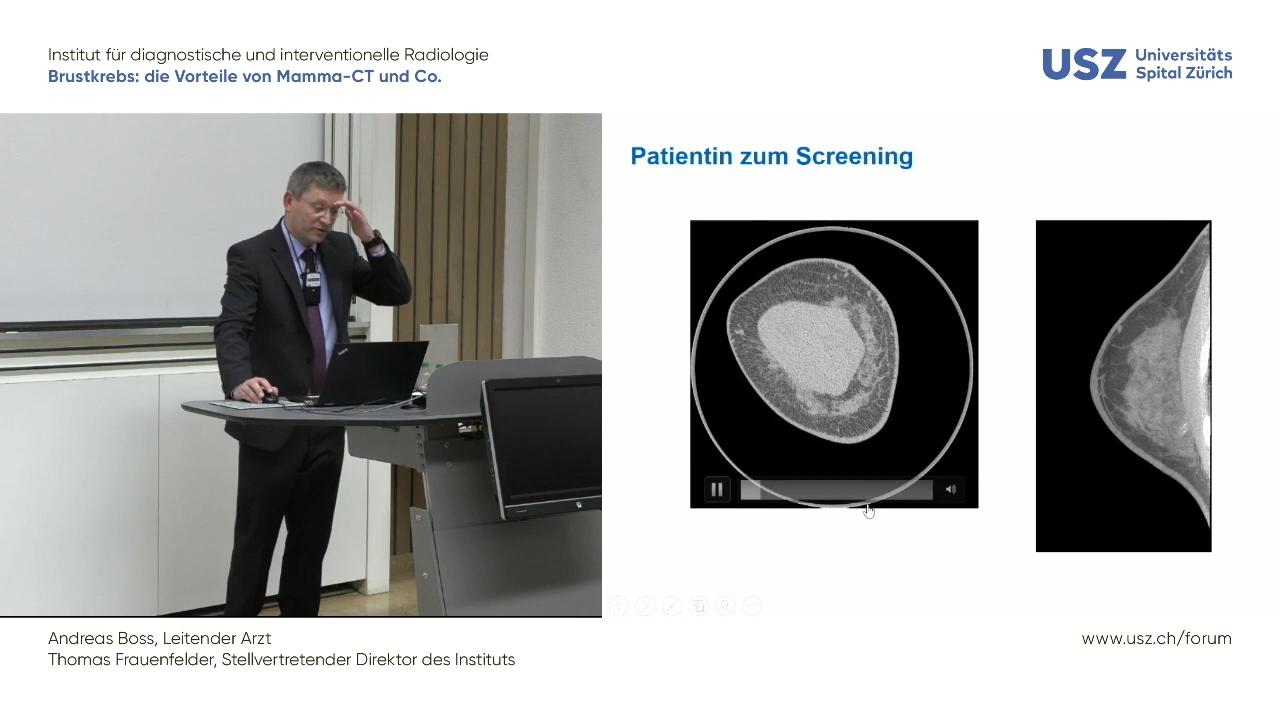 Institut für diagnostische und interventionelle Radiologie
Brustkrebs: die Vorteile von Mamma-CT und Co.
USZ Universitäts
Spital Zürich
Patientin zum Screening
Andreas Boss, Leitender Arzt
Thomas Frauenfelder, Stellvertretender Direktor des Instituts
www.usz.ch/forum